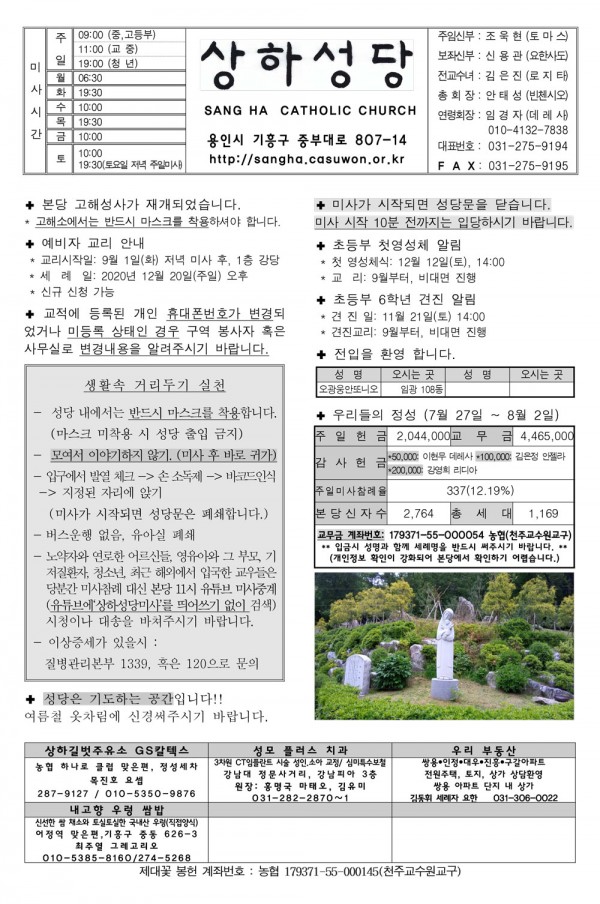 미사시간
주일 09:00 (중,고등부)
11:00 (교 중)
19:00 (청 년)
월 06:30
화 19:30
수 10:00
목 19:30
금 10:00
토 10:00
19:30(토요일 저녁 주일미사)
상하성당
SANG HA CATHOLIC CHURCH
용인시 기흥구 중부대로 807-14
http://sangha.casuwon.or.kr
주임신부 : 조 욱 현 (토 마 스)
보좌신부 : 신 용 관 (요한사도)
전교수녀 : 김 은 진 (로 지 타)
총 회 장 : 안 태 성 (빈첸시오)
연령회장 : 임 경 자 (데 레 사)
010-4132-7838
대표번호 : 031-275-9194
F A X : 031-275-9195
✚ 본당 고해성사가 재개되었습니다.
* 고해소에서는 반드시 마스크를 착용하셔야 합니다.
✚ 예비자 교리 안내
* 교리시작일: 9월 1일(화) 저녁 미사 후, 1층 강당
* 세 례 일: 2020년 12월 20일(주일) 오후
* 신규 신청 가능
✚ 교적에 등록된 개인 휴대폰번호가 변경되
었거나 미등록 상태인 경우 구역 봉사자 혹은
사무실로 변경내용을 알려주시기 바랍니다.
생활속 거리두기 실천
- 성당 내에서는 반드시 마스크를 착용합니다.
(마스크 미착용 시 성당 출입 금지)
- 모여서 이야기하지 않기. (미사 후 바로 귀가)
- 입구에서 발열 체크 -> 손 소독제 -> 바코드인식
-> 지정된 자리에 앉기
(미사가 시작되면 성당문은 폐쇄합니다.)
- 버스운행 없음, 유아실 폐쇄
- 노약자와 연로한 어르신들, 영유아와 그 부모, 기
저질환자, 청소년, 최근 해외에서 입국한 교우들은
당분간 미사참례 대신 본당 11시 유튜브 미사중계
(유튜브에'상하성당미사'를 띄어쓰기 없이 검색)
시청이나 대송을 바쳐주시기 바랍니다.
- 이상증세가 있을시 :
질병관리본부 1339, 혹은 120으로 문의
✚ 성당은 기도하는 공간입니다!!
여름철 옷차림에 신경써주시기 바랍니다.
✚ 미사가 시작되면 성당문을 닫습니다.
미사 시작 10분 전까지는 입당하시기 바랍니다.
✚ 초등부 첫영성체 알림
* 첫 영성체식: 12월 12일(토), 14:00
* 교 리: 9월부터, 비대면 진행
✚ 초등부 6학년 견진 알림
* 견 진 일: 11월 21일(토) 14:00
* 견진교리: 9월부터, 비대면 진행
✚ 전입을 환영 합니다.
성 명 오시는 곳 성 명 오시는 곳
오광웅안또니오 임광 108동
✚ 우리들의 정성 (7월 27일 ~ 8월 2일)
주 일 헌 금 2,044,000 교 무 금 4,465,000
감 사 헌 금 *50,000: 이현우 데레사 *100,000: 김은정 안젤라
*200,000: 김영희 리디아
주일미사참례율 337(12.19%)
본 당 신 자 수 2,764 총 세 대 1,169
교무금 계좌번호: 179371-55-000054 농협(천주교수원교구)
** 입금시 성명과 함께 세례명을 반드시 써주시기 바랍니다. **
(개인정보 확인이 강화되어 본당에서 확인하기 어렵습니다.)
상하길벗주유소 GS칼텍스
농협 하나로 클럽 맞은편, 정성세차
목진호 요셉
287-9127 / 010-5350-9876
성모 플러스 치과
3차원 CT임플란트 시술 성인,소아 교정/ 심미특수보철
강남대 정문사거리, 강남피아 3층
원장: 홍명국 마태오, 김유미
031-282-2870~1
우리 부동산
쌍용●인정●대우●진흥●구갈아파트
전원주택, 토지, 상가 상담환영
쌍용 아파트 단지 내 상가
김동휘 세례자 요한 031-306-0022
내고향 우렁 쌈밥
신선한 쌈 채소와 토실토실한 국내산 우렁(직접양식)
어정역 맞은편,기흥구 중동 626-3
최주열 그레고리오
010-5385-8160/274-5268
제대꽃 봉헌 계좌번호 : 농협 179371-55-000145(천주교수원교구)